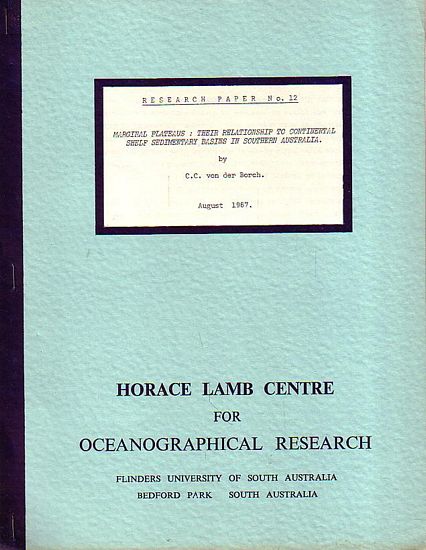 RESEARCH PAPER No. 12
MARGINAL PLATEAUS : THEIR RELATIONSHIP TO CONTINENTAL
SHELF SEDIMENTARY BASINS IN SOUTHERN AUSTRALIA.
by
C.C. von der Borch.
August 1967.
HORACE LAMB CENTRE
FOR
OCEANOGRAPHICAL RESEARCH
FLINDERS UNIVERSITY OF SOUTH AUSTRALIA
BEDFORD PARK SOUTH AUSTRALIA